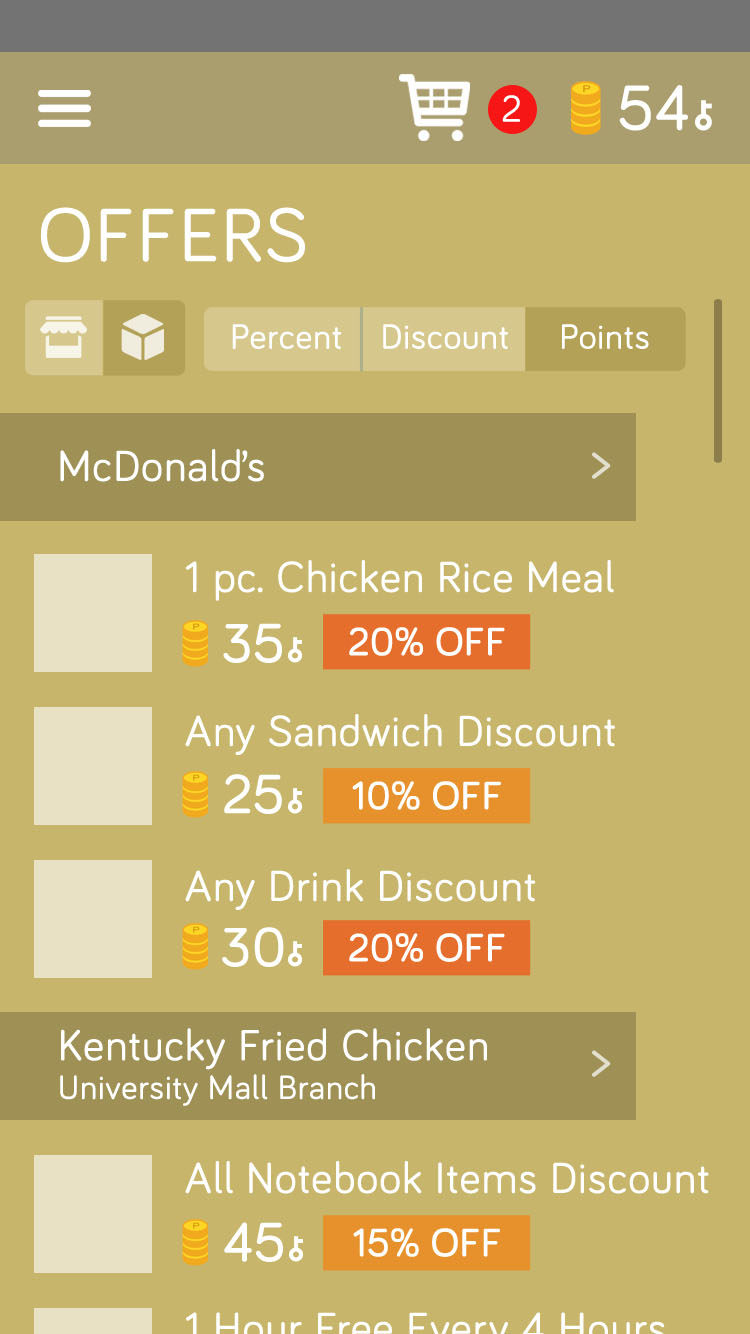 2 54
OFFERS
Percent Discount Points
McDonald's
1 pc. Chicken Rice Meal
35 20% OFF
Any Sandwich Discount
25 10% OFF
Any Drink Discount
30 20% OFF
Kentucky Fried Chicken
University Mall Branch
All Notebook Items Discount
45 15% OFF
1 Hour Free Every 4 Hours